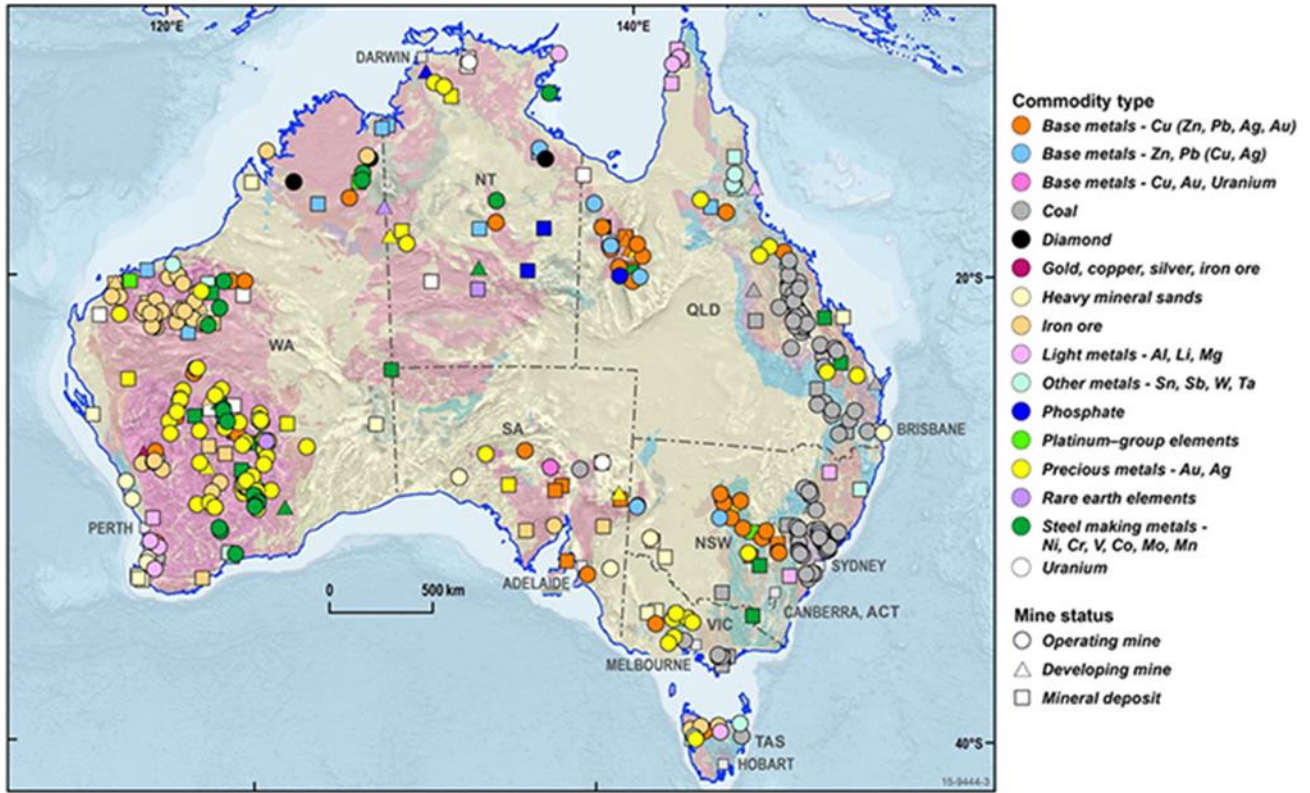 120°E
140°E
DARWIN
NT
20°S
QLD
WA
SA
BRISBANE
PERTH
NSW
SYDNEY
ADELAIDE
0 500 km
CANBERRA, ACT
VIC
MELBOURNE
TAS
40°S
HOBART
15-9444-3
Commodity type
Base metals - Cu (Zn, Pb, Ag, Au)
Base metals - Zn, Pb (Cu, Ag)
Base metals - Cu, Au, Uranium
Coal
Diamond
Gold, copper, silver, iron ore
Heavy mineral sands
Iron ore
Light metals - Al, Li, Mg
Other metals - Sn, Sb, W, Ta
Phosphate
Platinum–group elements
Precious metals - Au, Ag
Rare earth elements
Steel making metals -
Ni, Cr, V, Co, Mo, Mn
Uranium
Mine status
Operating mine
Developing mine
Mineral deposit